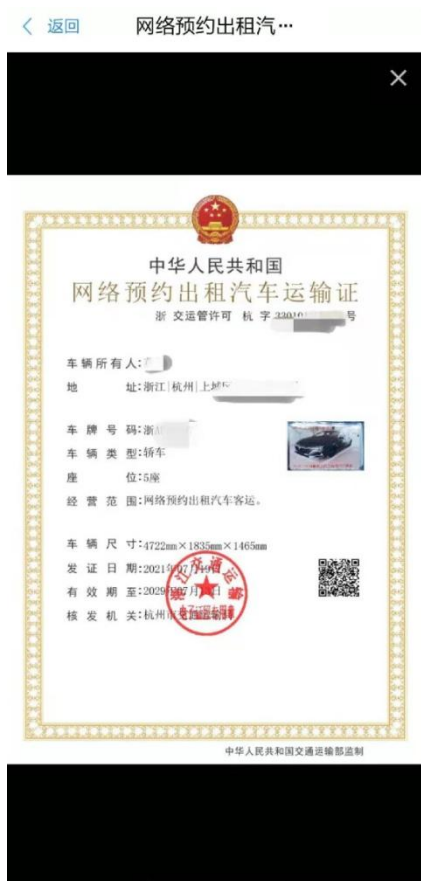 返回 网络预约出租汽…
中华人民共和国
网络预约出租汽车运输证
浙 交运管许可 杭 字 号
车辆所有人:
地 址:浙江|杭州|上城
车牌号码:浙
车辆类型:轿车
座 位:5座
经营范围:网络预约出租汽车客运。
车辆尺寸:4722mm×1835mm×1465mm
发证日期:2021年07月19日
有效期至:2029年07月 日
核发机关:杭州市
中华人民共和国交通运输部监制